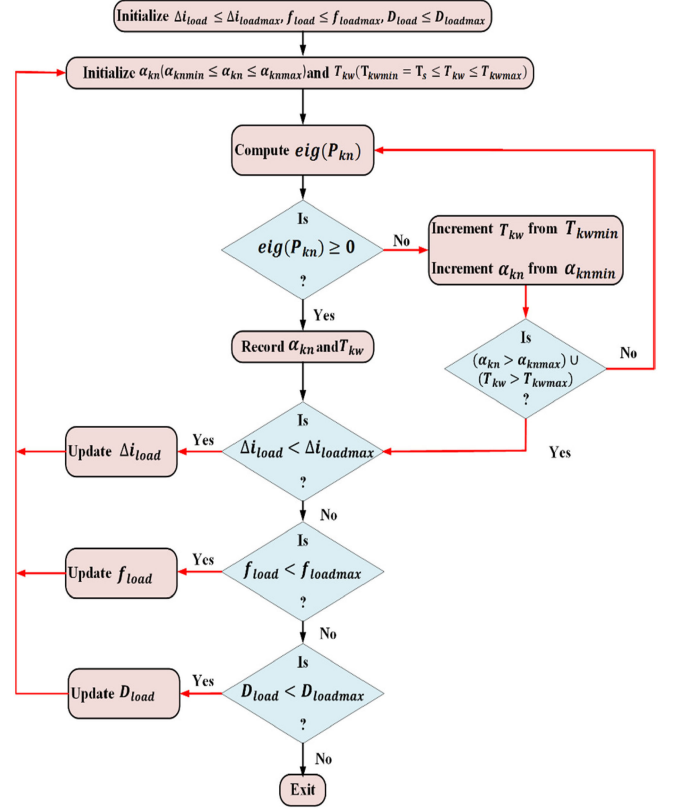 Initialize Δi_load ≤ Δi_loadmax, f_load ≤ f_loadmax, D_load ≤ D_loadmax
Initialize α_kn(α_knmin ≤ α_kn ≤ α_knmax)and T_kw(T_kwmin = T_s ≤ T_kw ≤ T_kwmax)
Compute eig(P_kn)
Is
eig(P_kn) ≥ 0
?
No
Increment T_kw from T_kwmin
Increment α_kn from α_knmin
Yes
Record α_kn and T_kw
Is
(α_kn > α_knmax) ∪
(T_kw > T_kwmax)
?
No
Yes
Is
Δi_load < Δi_loadmax
?
Yes
Update Δi_load
No
Is
f_load < f_loadmax
?
Yes
Update f_load
No
Is
D_load < D_loadmax
?
Yes
Update D_load
No
Exit